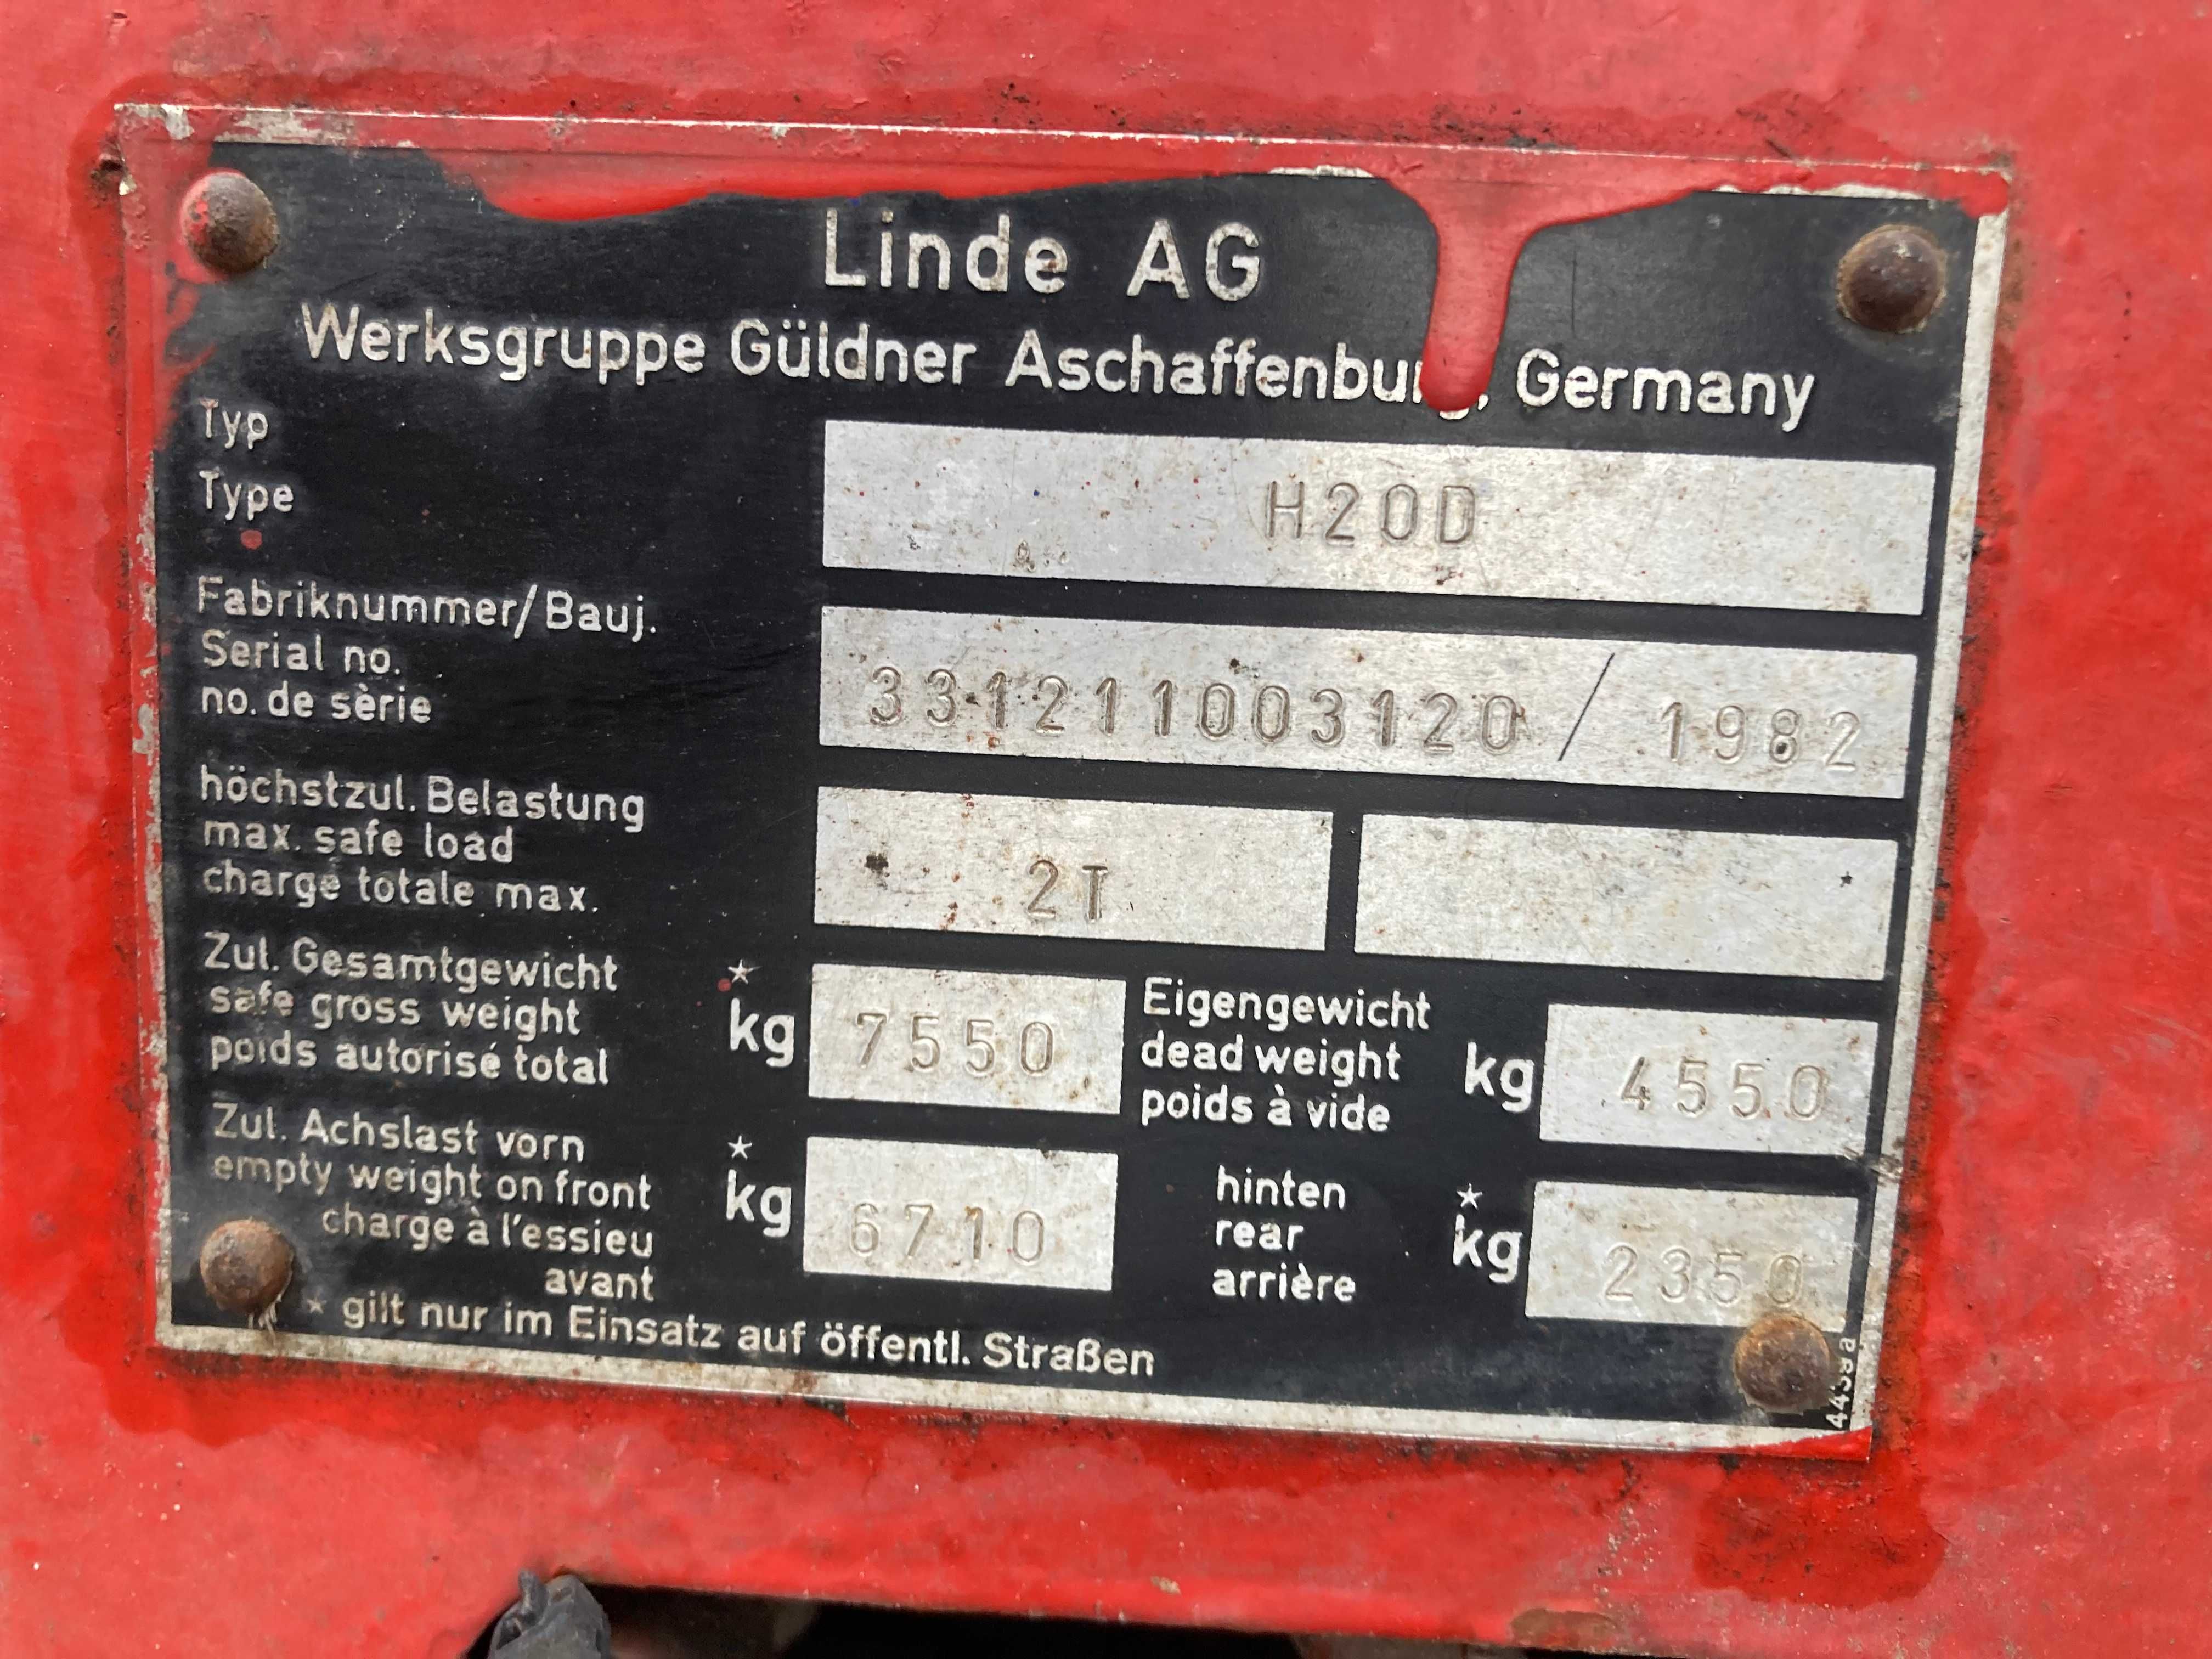 Linde AG
Werksgruppe Güldner Aschaffenburg, Germany
Typ
Type
H20D
Fabriknummer/Bauj.
Serial no.
no. de sèrie
331211003120 / 1982
höchstzul. Belastung
max. safe load
charge totale max.
2T
Zul. Gesamtgewicht
safe gross weight
poids autorisé total
* kg
7550
Eigengewicht
dead weight
poids à vide
kg
4550
Zul. Achslast vorn
empty weight on front
charge à l'essieu
avant
* kg
6710
hinten
rear
arrière
* kg
2350
* gilt nur im Einsatz auf öffentl. Straßen